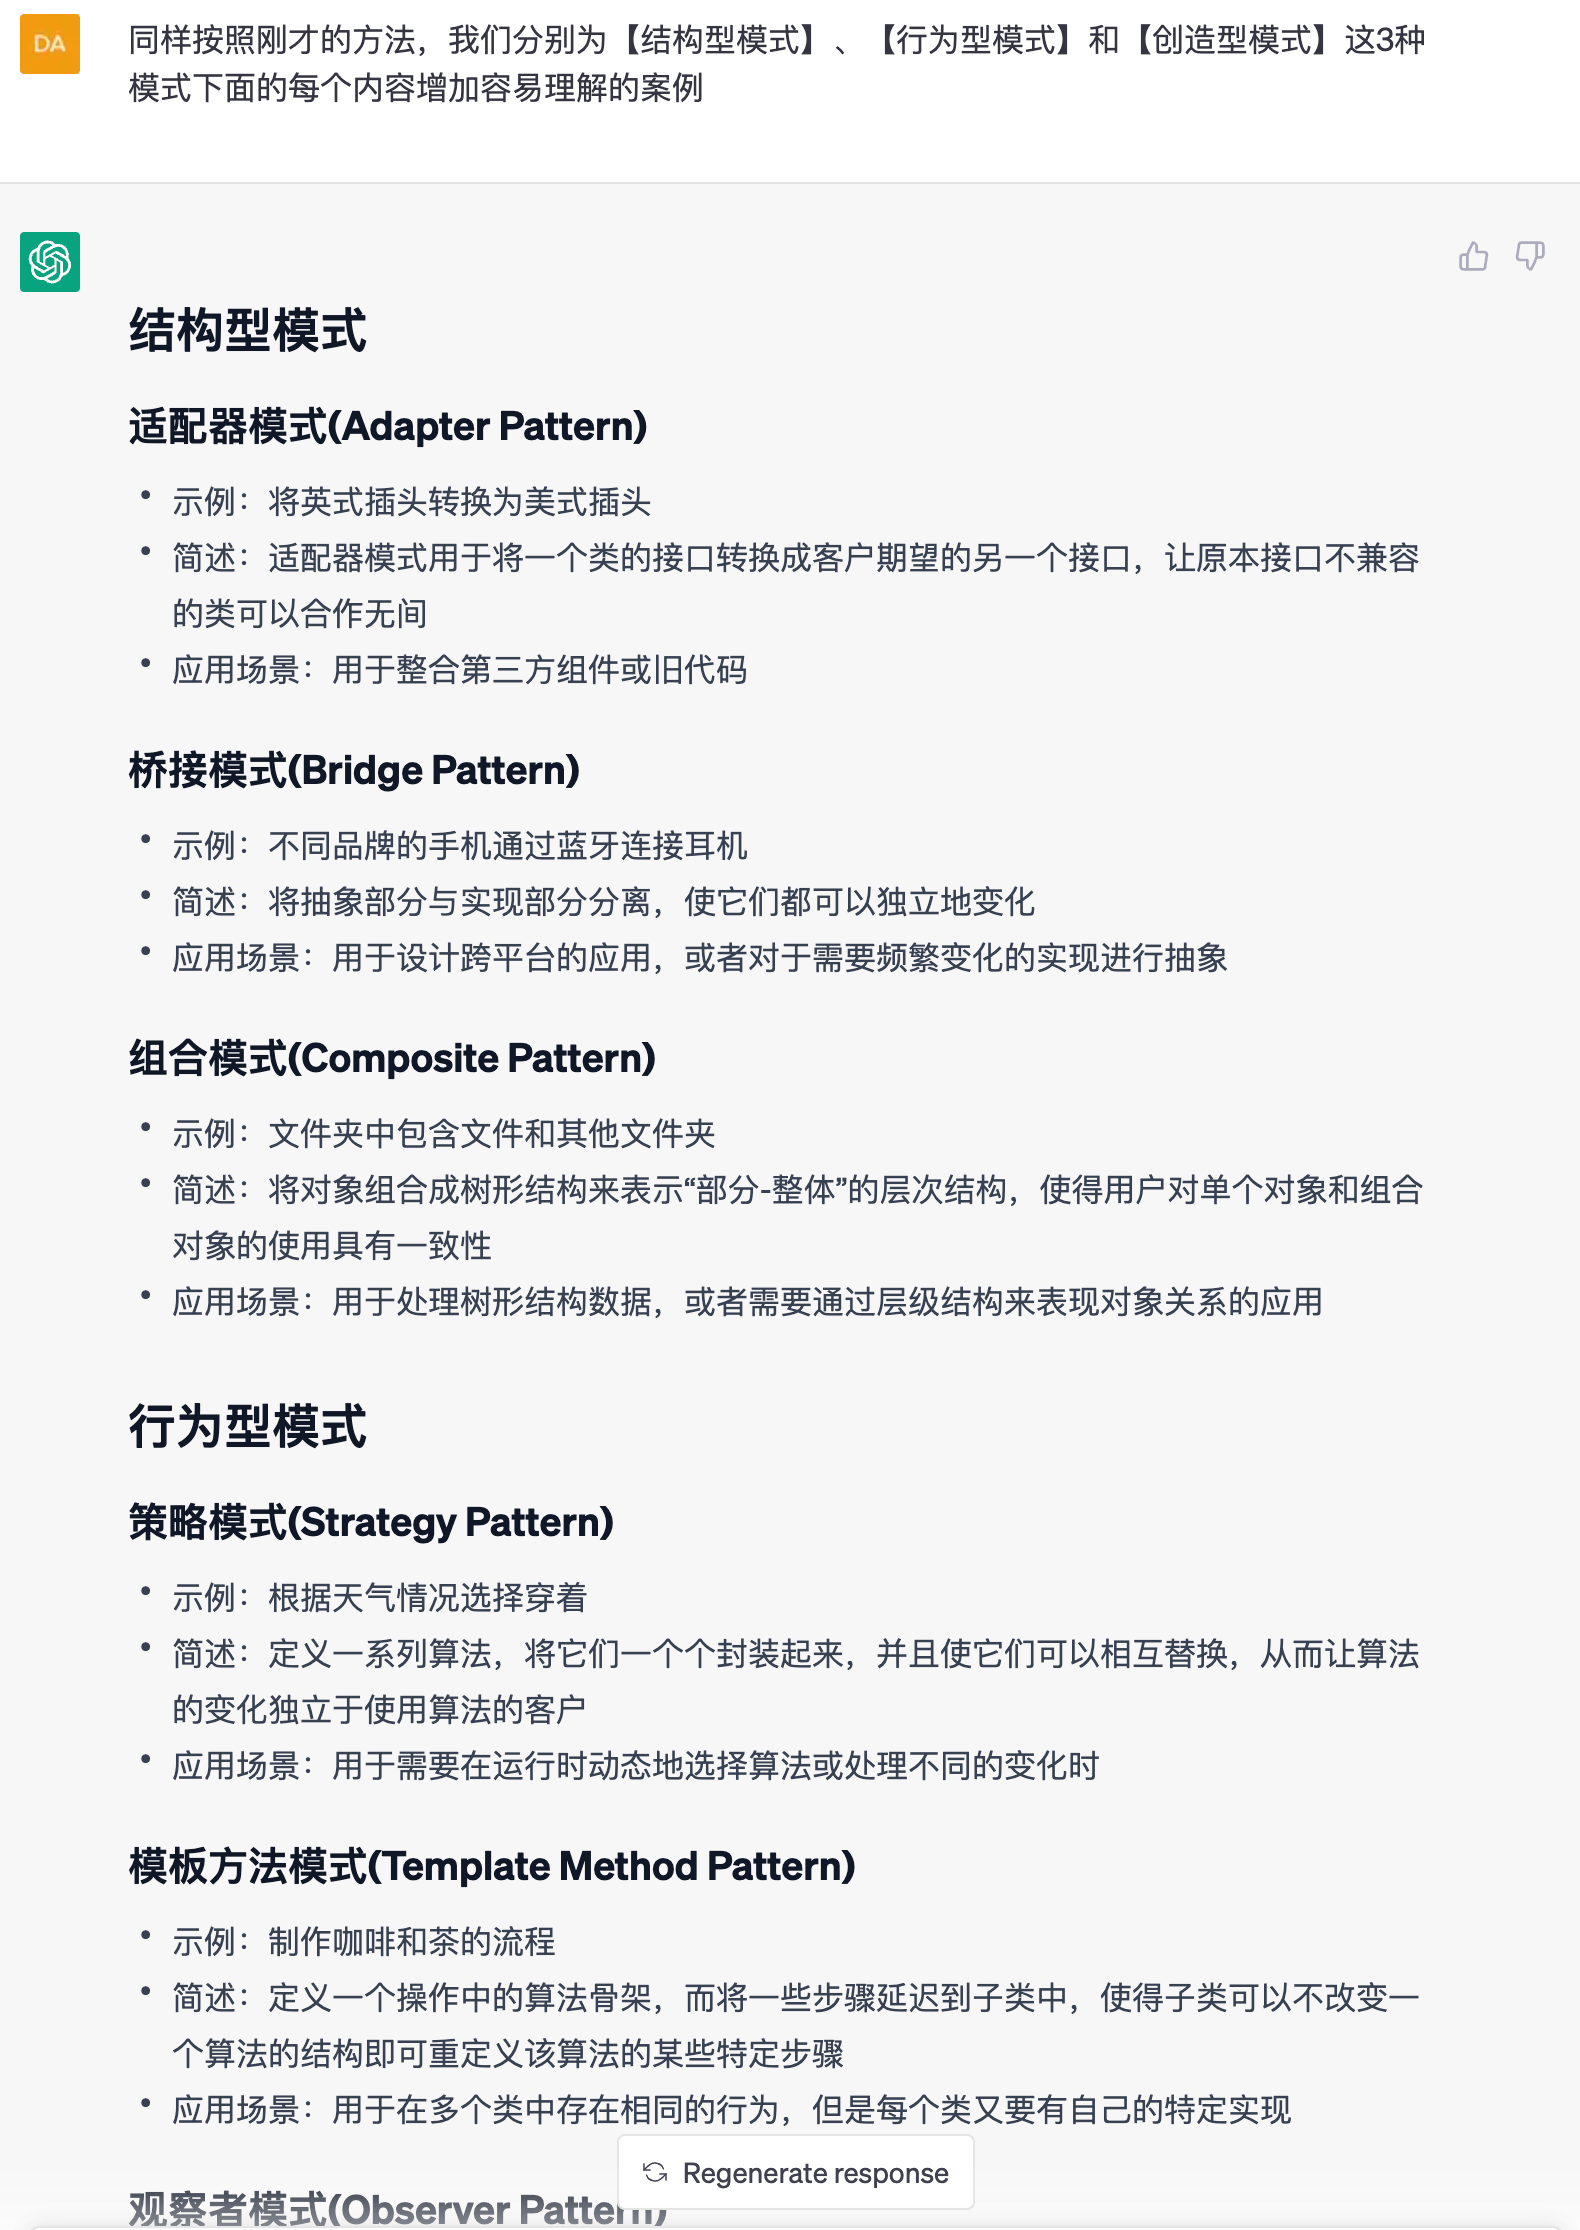 DA
同样按照刚才的方法，我们分别为【结构型模式】、【行为型模式】和【创造型模式】这3种
模式下面的每个内容增加容易理解的案例
结构型模式
适配器模式(Adapter Pattern)
• 示例：将英式插头转换为美式插头
• 简述：适配器模式用于将一个类的接口转换成客户期望的另一个接口，让原本接口不兼容
的类可以合作无间
• 应用场景：用于整合第三方组件或旧代码
桥接模式(Bridge Pattern)
• 示例：不同品牌的手机通过蓝牙连接耳机
• 简述：将抽象部分与实现部分分离，使它们都可以独立地变化
• 应用场景：用于设计跨平台的应用，或者对于需要频繁变化的实现进行抽象
组合模式(Composite Pattern)
• 示例：文件夹中包含文件和其他文件夹
• 简述：将对象组合成树形结构来表示“部分-整体”的层次结构，使得用户对单个对象和组合
对象的使用具有一致性
• 应用场景：用于处理树形结构数据，或者需要通过层级结构来表现对象关系的应用
行为型模式
策略模式(Strategy Pattern)
• 示例：根据天气情况选择穿着
• 简述：定义一系列算法，将它们一个个封装起来，并且使它们可以相互替换，从而让算法
的变化独立于使用算法的客户
• 应用场景：用于需要在运行时动态地选择算法或处理不同的变化时
模板方法模式(Template Method Pattern)
• 示例：制作咖啡和茶的流程
• 简述：定义一个操作中的算法骨架，而将一些步骤延迟到子类中，使得子类可以不改变一
个算法的结构即可重定义该算法的某些特定步骤
• 应用场景：用于在多个类中存在相同的行为，但是每个类又要有自己的特定实现
Regenerate response
观察者模式(Observer Pattern)